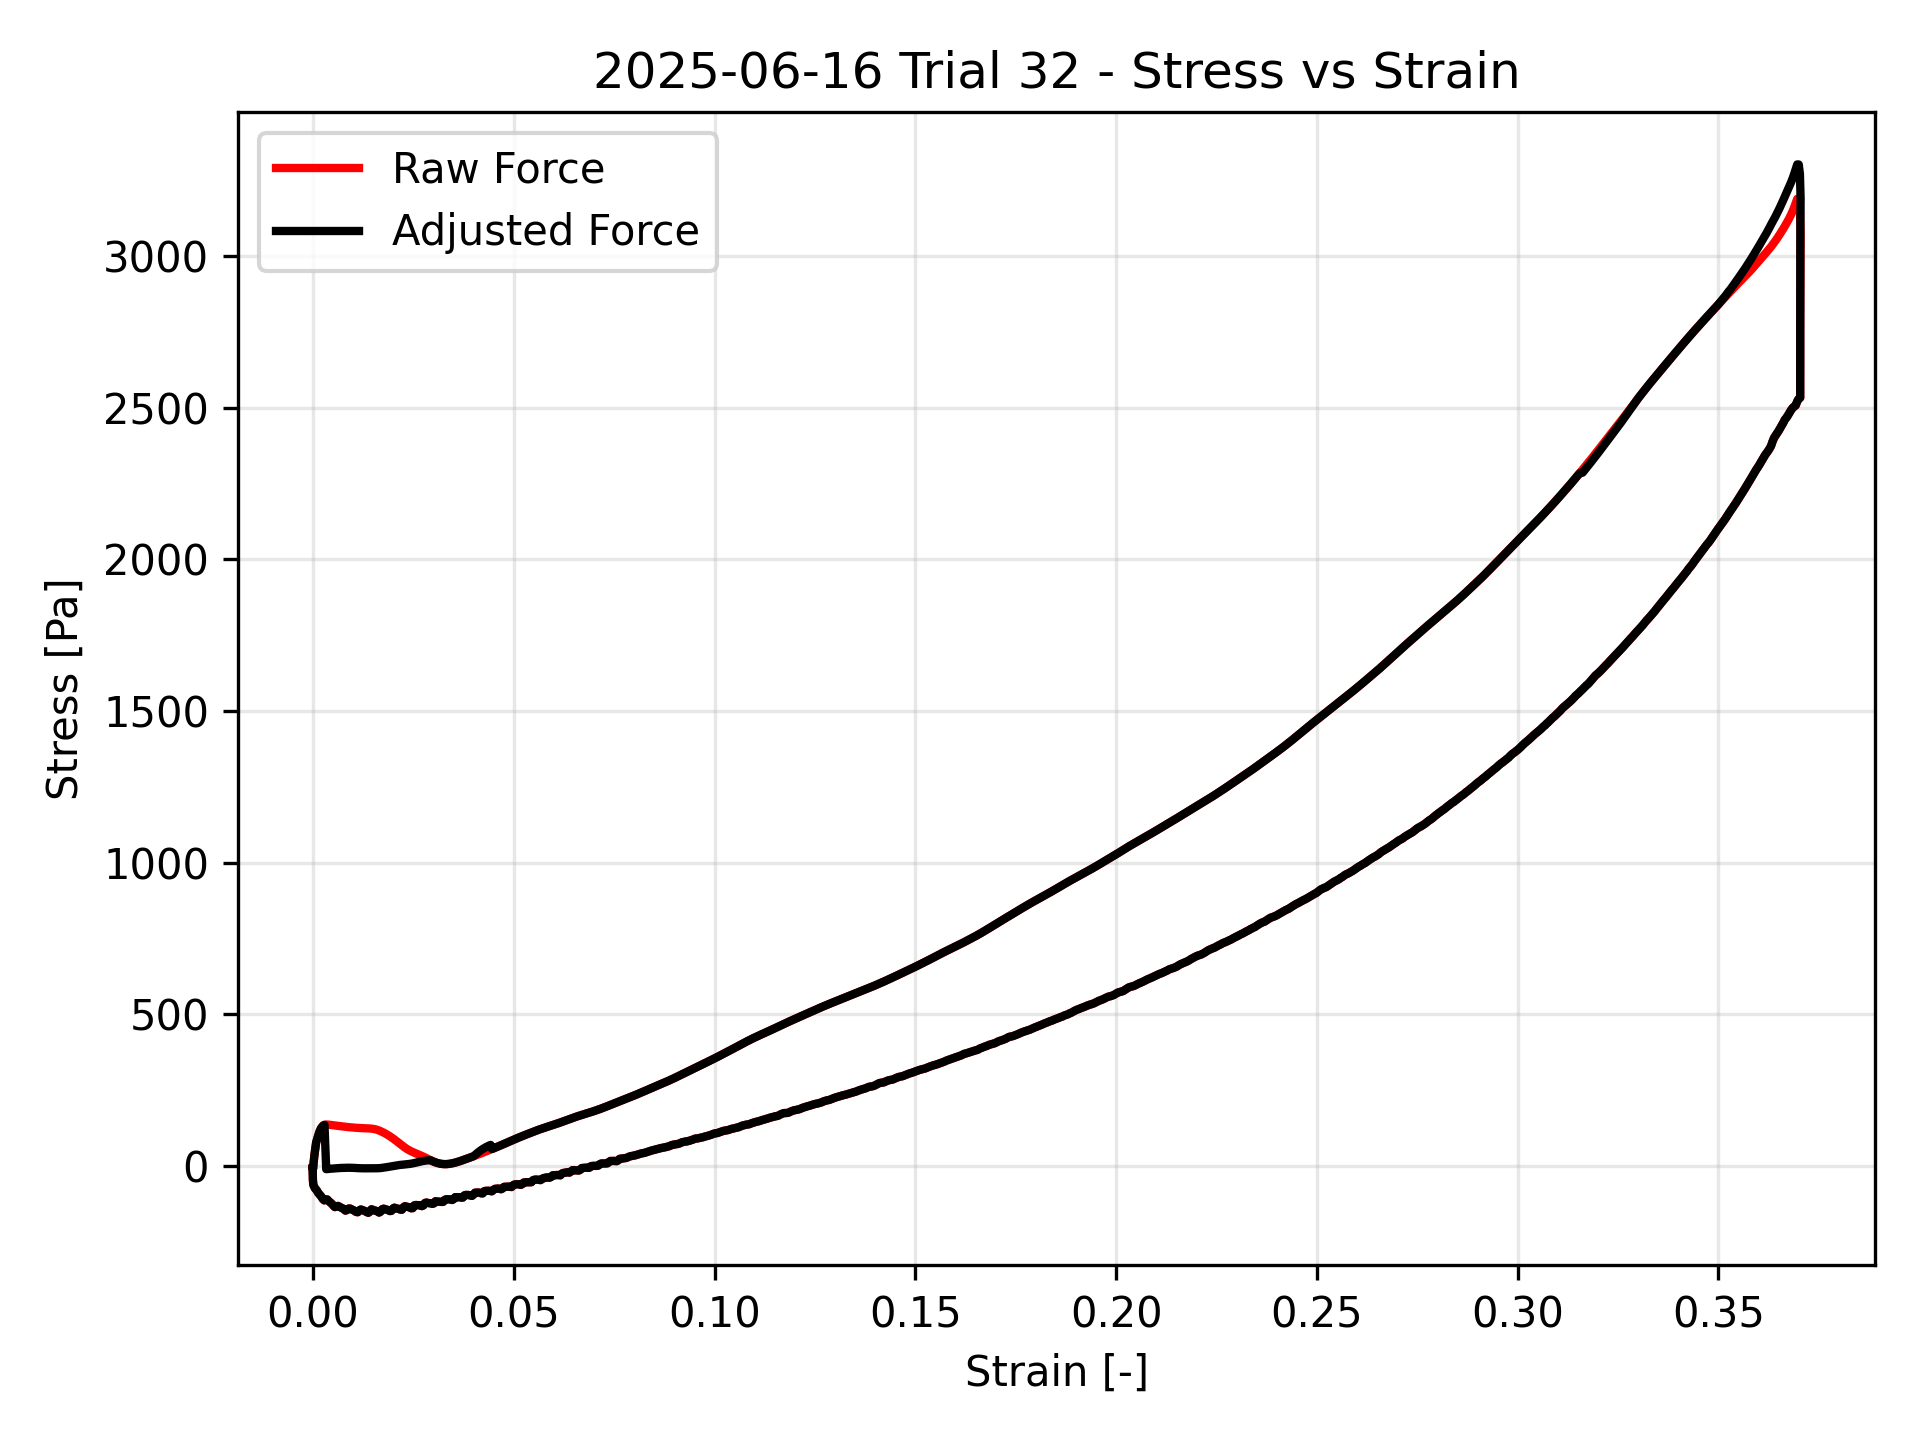 2025-06-16 Trial 32 - Stress vs Strain
Raw Force
Adjusted Force
Stress [Pa]
3000
2500
2000
1500
1000
500
0
0.00 0.05 0.10 0.15 0.20 0.25 0.30 0.35
Strain [-]